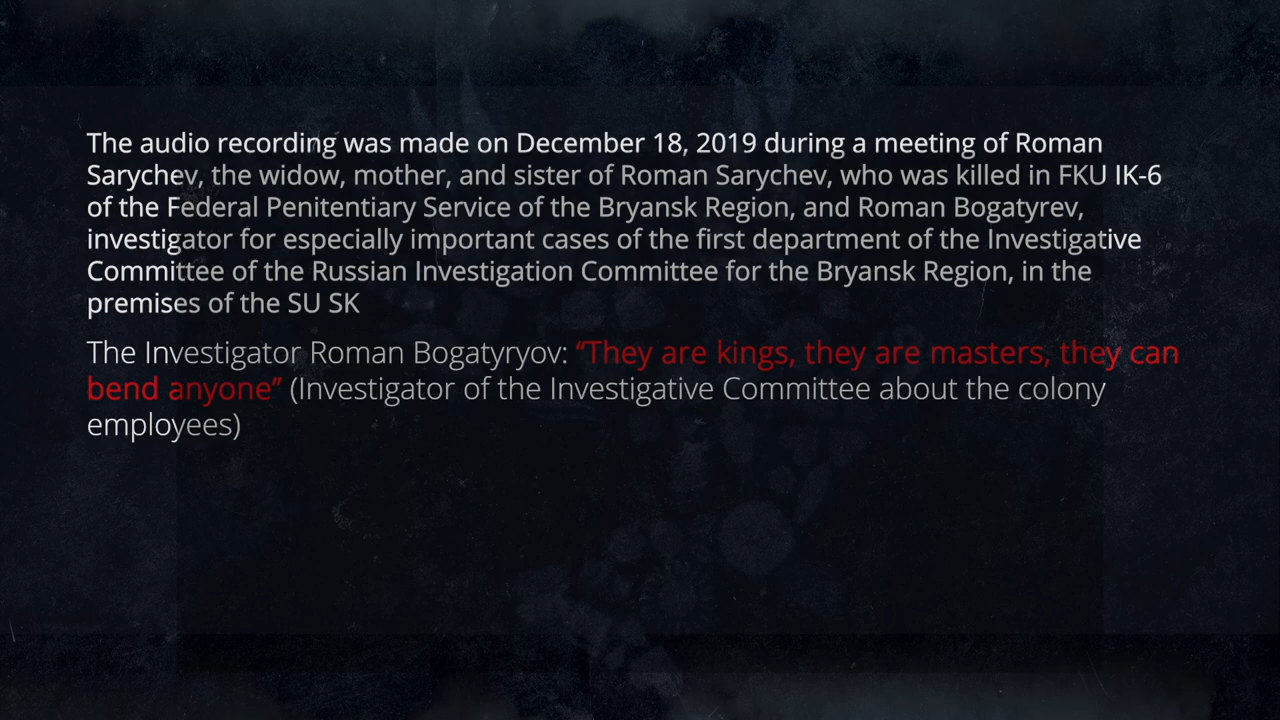 The audio recording was made on December 18, 2019 during a meeting of Roman
Sarychev, the widow, mother, and sister of Roman Sarychev, who was killed in FKU IK-6
of the Federal Penitentiary Service of the Bryansk Region, and Roman Bogatyrev,
investigator for especially important cases of the first department of the Investigative
Committee of the Russian Investigation Committee for the Bryansk Region, in the
premises of the SU SK
The Investigator Roman Bogatyryov: “They are kings, they are masters, they can
bend anyone” (Investigator of the Investigative Committee about the colony
employees)